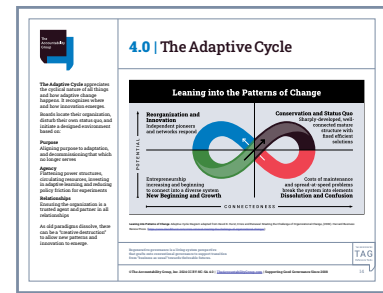 The
Accountability
Group
4.0 | The Adaptive Cycle
The Adaptive Cycle appreciates
the cyclical nature of all things
and how adaptive change
happens. It recognizes where
and how innovation emerges.
Boards locate their organization,
disturb their own status quo, and
initiate a designed environment
based on:
Purpose
Aligning purpose to adaptation,
and decommissioning that which
no longer serves
Agency
Flattening power structures,
circulating resources, investing
in adaptive learning and reducing
policy friction for experiments
Relationships
Ensuring the organization is a
trusted agent and partner in all
relationships
As old paradigms dissolve, there
can be a "creative destruction"
to allow new patterns and
innovation to emerge.
Leaning into the Patterns of Change
Reorganization and
Innovation
Independent pioneers
and networks respond
Conservation and Status Quo
Sharply-developed, well-
connected mature
structure with
fixed efficient
solutions
POTENTIAL
Entrepreneurship
increasing and beginning
to connect into a diverse system
New Beginning and Growth
Costs of maintenance
and spread-at-speed problems
break the system into elements
Dissolution and Confusion
CONNECTEDNESS
TAG